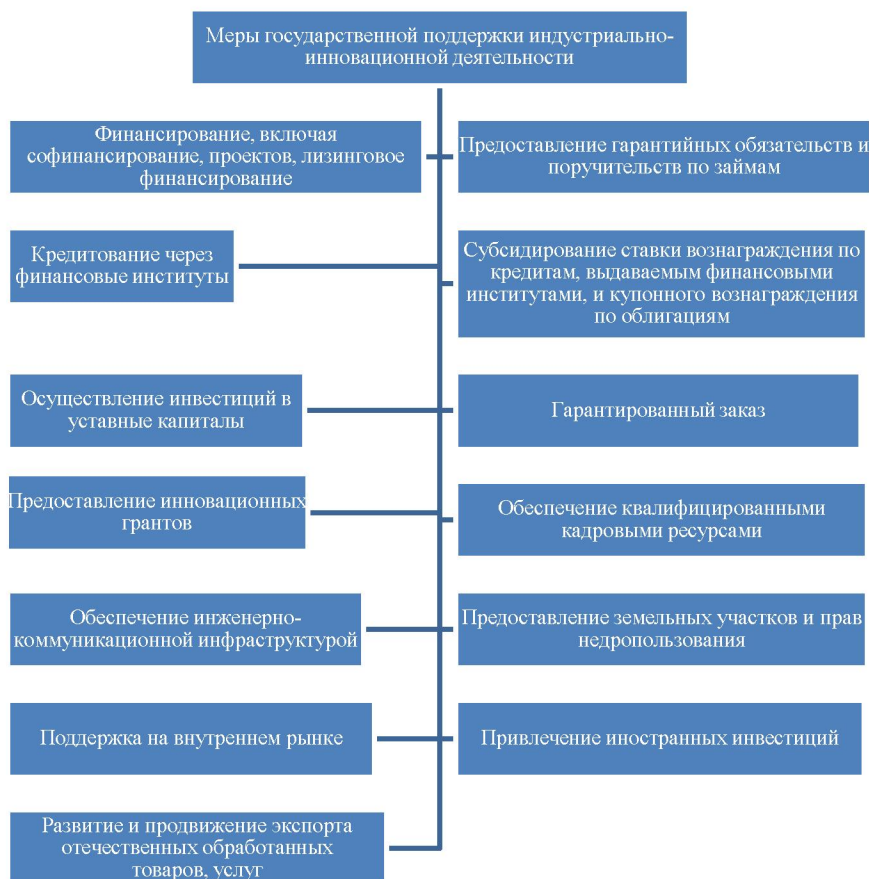 Меры государственной поддержки индустриально-
инновационной деятельности
Финансирование, включая
софинансирование, проектов, лизинговое
финансирование
Предоставление гарантийных обязательств и
поручительств по займам
Кредитование через
финансовые институты
Субсидирование ставки вознаграждения по
кредитам, выдаваемым финансовыми
институтами, и купонного вознаграждения
по облигациям
Осуществление инвестиций в
уставные капиталы
Гарантированный заказ
Предоставление инновационных
грантов
Обеспечение квалифицированными
кадровыми ресурсами
Обеспечение инженерно-
коммуникационной инфраструктурой
Предоставление земельных участков и прав
недропользования
Поддержка на внутреннем рынке
Привлечение иностранных инвестиций
Развитие и продвижение экспорта
отечественных обработанных
товаров, услуг